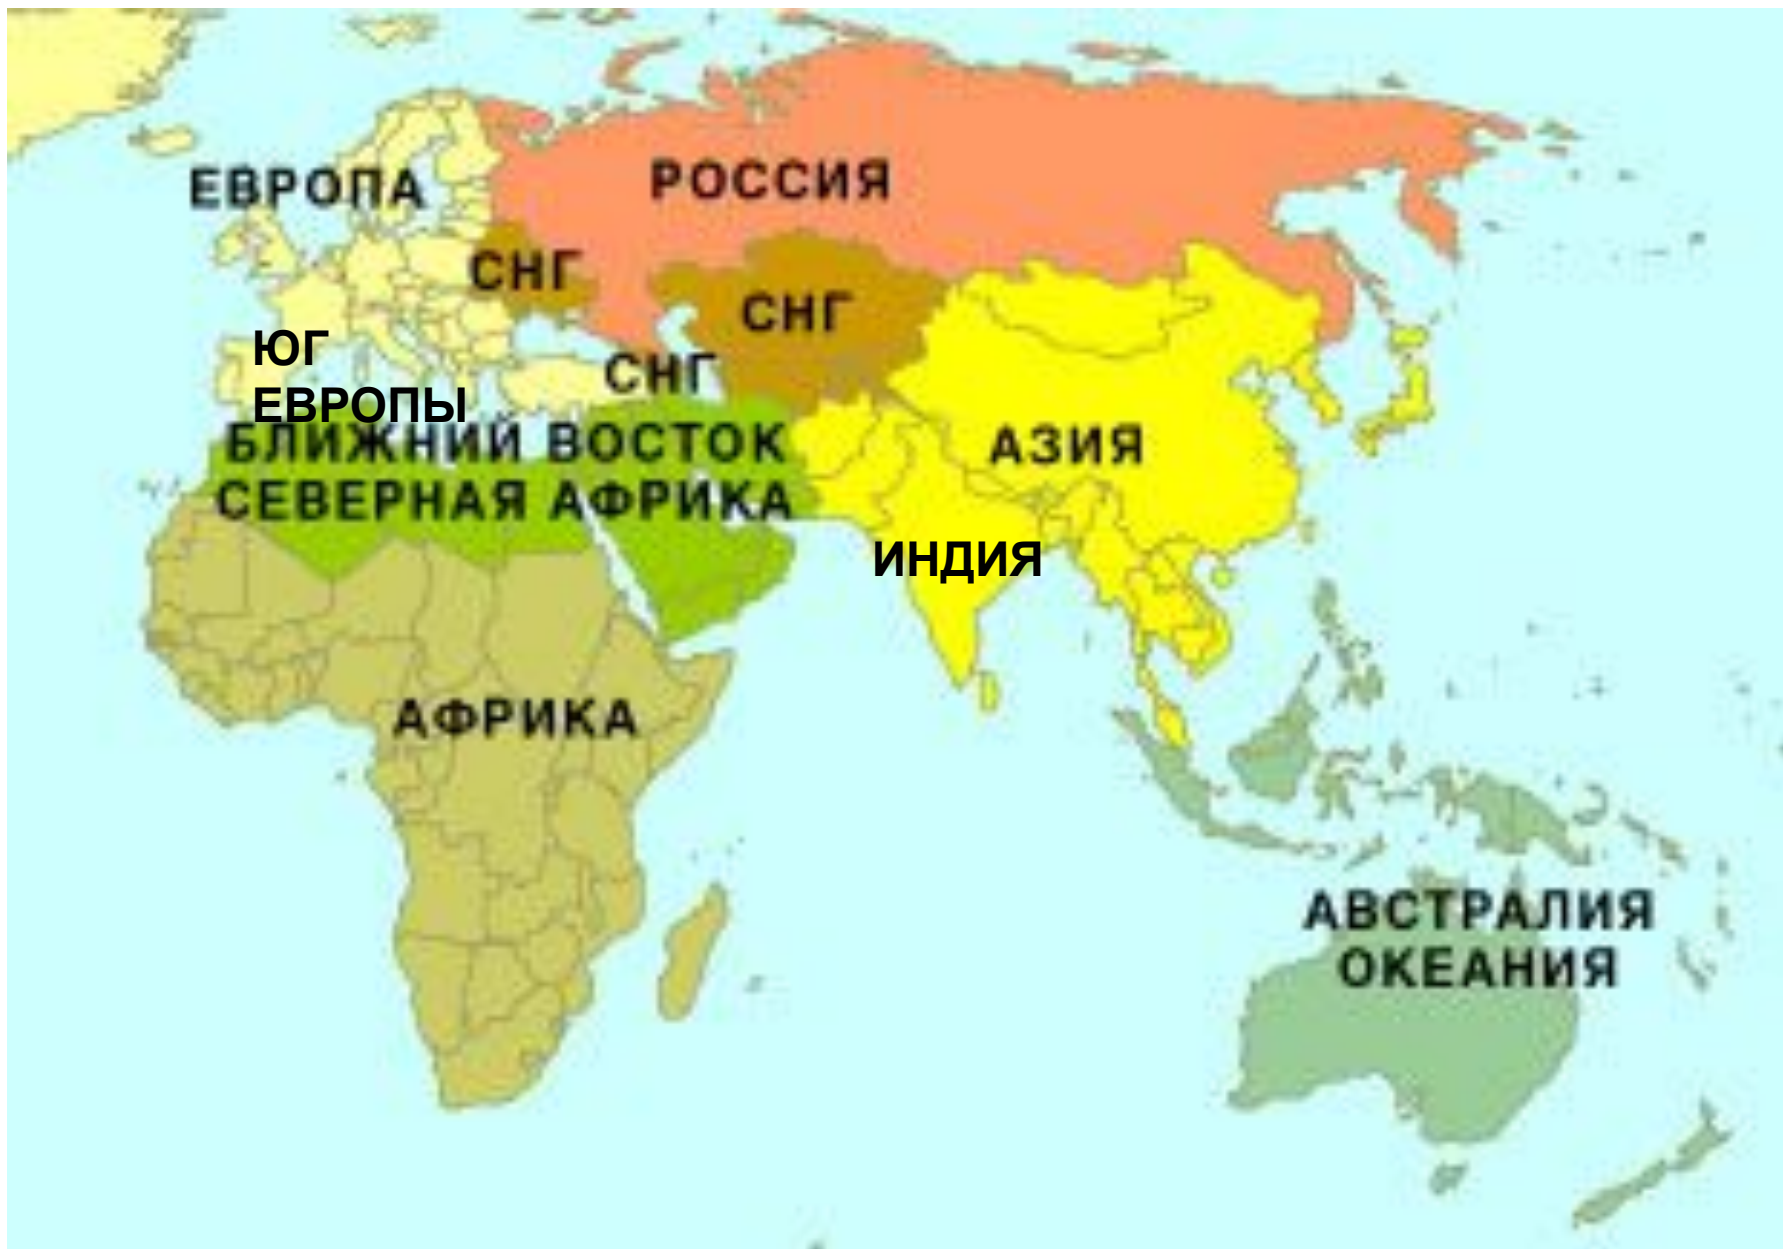 ЕВРОПА
РОССИЯ
СНГ
СНГ
ЮГ
ЕВРОПЫ
СНГ
БЛИЖНИЙ ВОСТОК
СЕВЕРНАЯ АФРИКА
АЗИЯ
ИНДИЯ
АФРИКА
АВСТРАЛИЯ
ОКЕАНИЯ